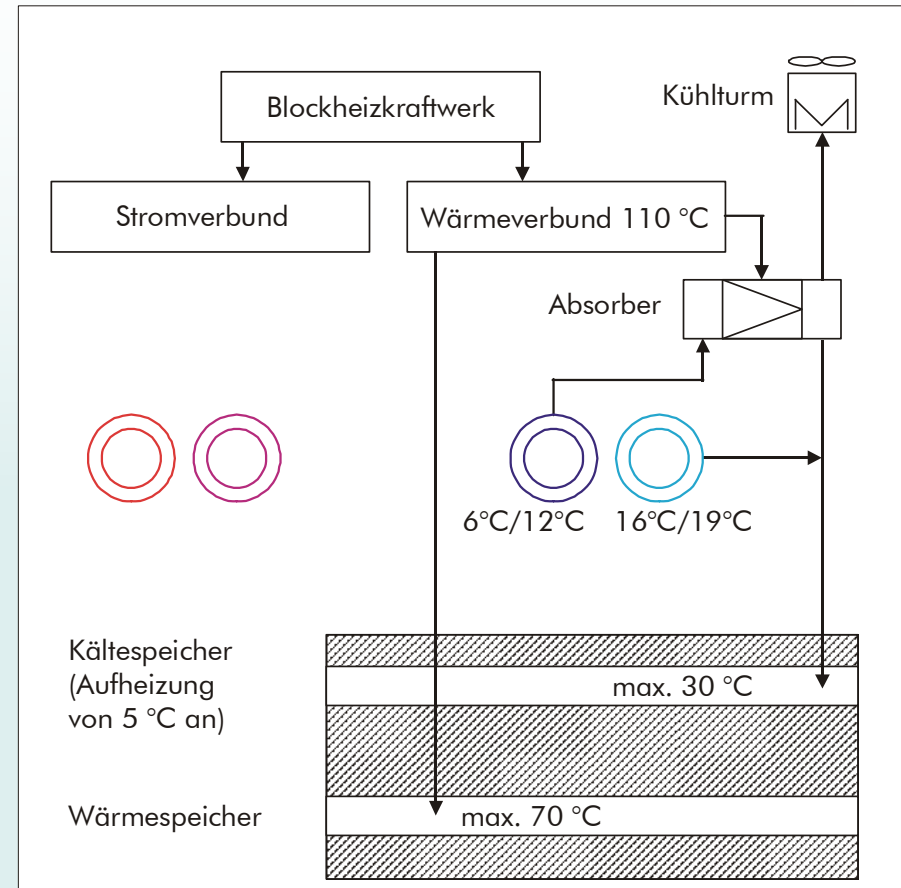 Kühlturm
Blockheizkraftwerk
Stromverbund
Wärmeverbund 110 °C
Absorber
6°C/12°C
16°C/19°C
Kältespeicher
(Aufheizung
von 5 °C an)
max. 30 °C
Wärmespeicher
max. 70 °C